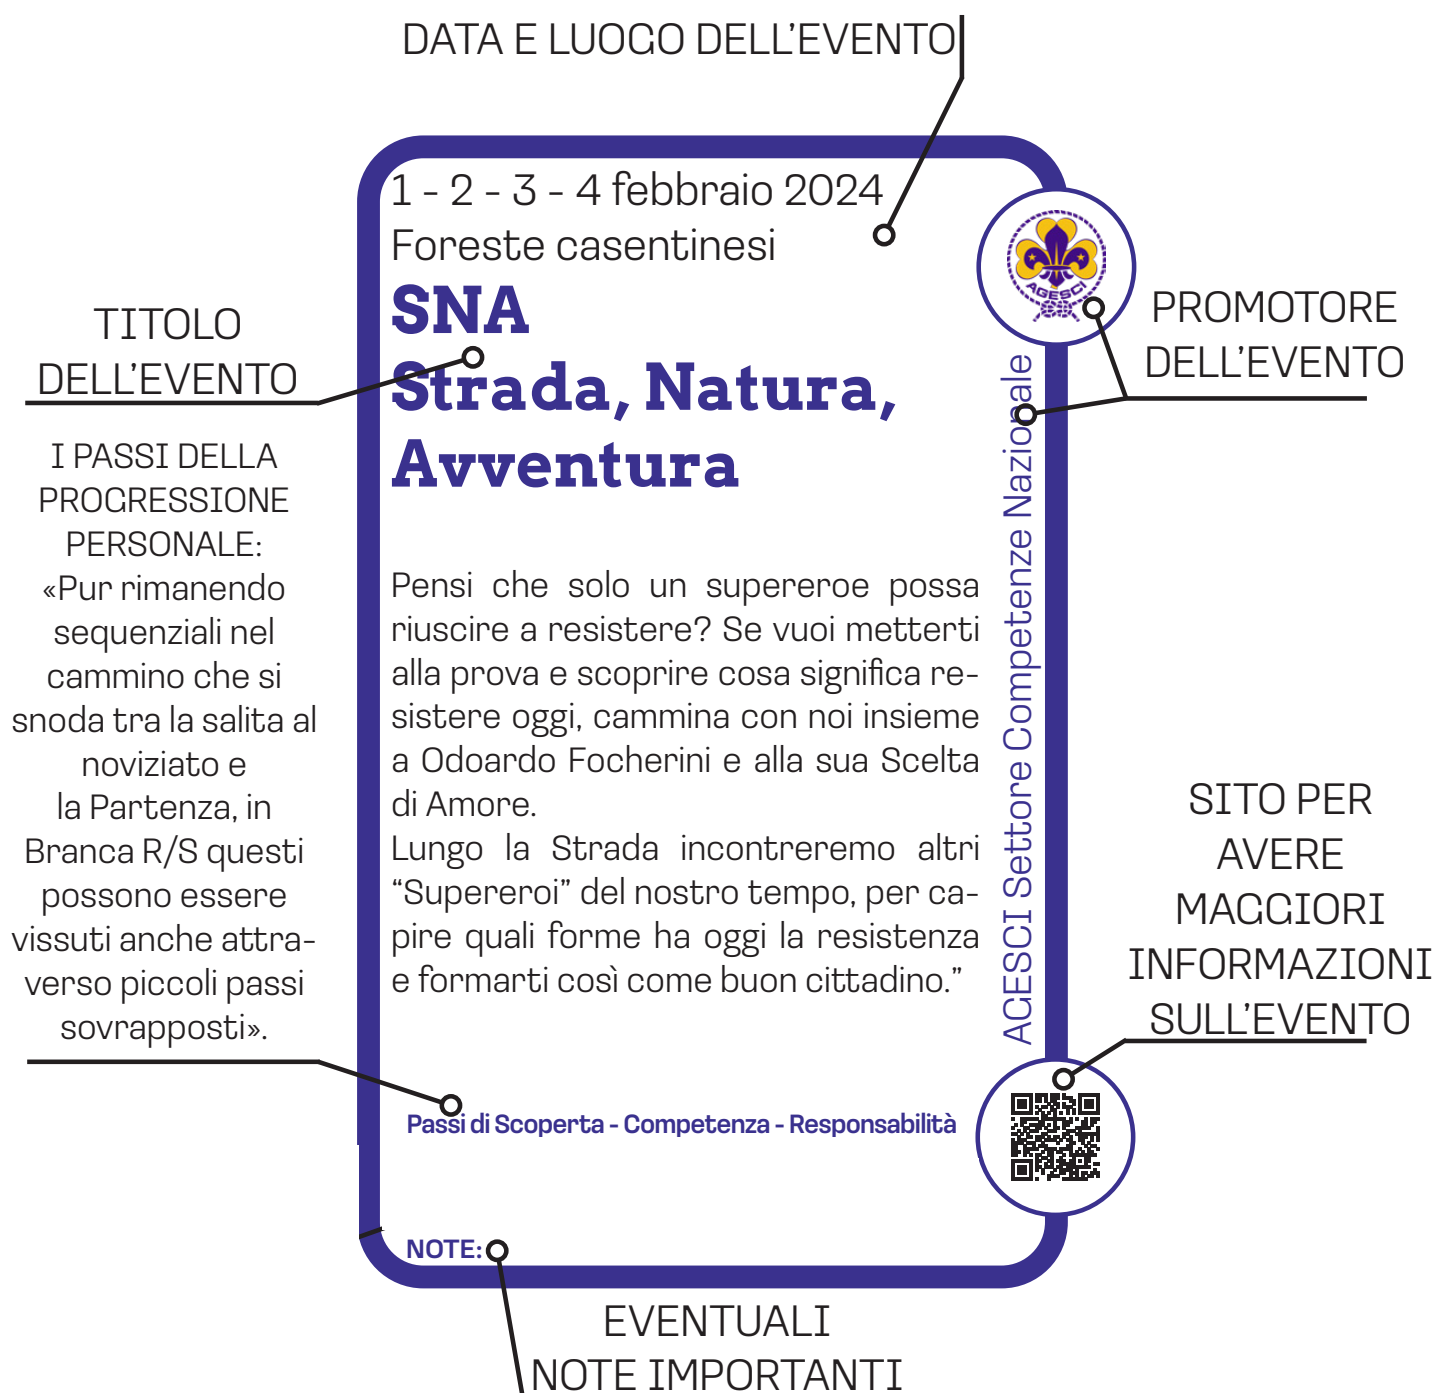 DATA E LUOGO DELL’EVENTO
1 - 2 - 3 - 4 febbraio 2024
Foreste casentinesi
SNA
Strada, Natura,
Avventura
TITOLO
DELL’EVENTO
AGESCI
PROMOTORE
DELL’EVENTO
AGESCI Settore Competenze Nazionale
I PASSI DELLA
PROGRESSIONE
PERSONALE:
«Pur rimanendo
sequenziali nel
cammino che si
snoda tra la salita al
noviziato e
la Partenza, in
Branca R/S questi
possono essere
vissuti anche attra-
verso piccoli passi
sovrapposti».
Pensi che solo un supereroe possa
riuscire a resistere? Se vuoi metterti
alla prova e scoprire cosa significa re-
sistere oggi, cammina con noi insieme
a Odoardo Focherini e alla sua Scelta
di Amore.
Lungo la Strada incontreremo altri
“Supereroi” del nostro tempo, per ca-
pire quali forme ha oggi la resistenza
e formarti così come buon cittadino.”
SITO PER
AVERE
MAGGIORI
INFORMAZIONI
SULL’EVENTO
Passi di Scoperta - Competenza - Responsabilità
NOTE:
EVENTUALI
NOTE IMPORTANTI